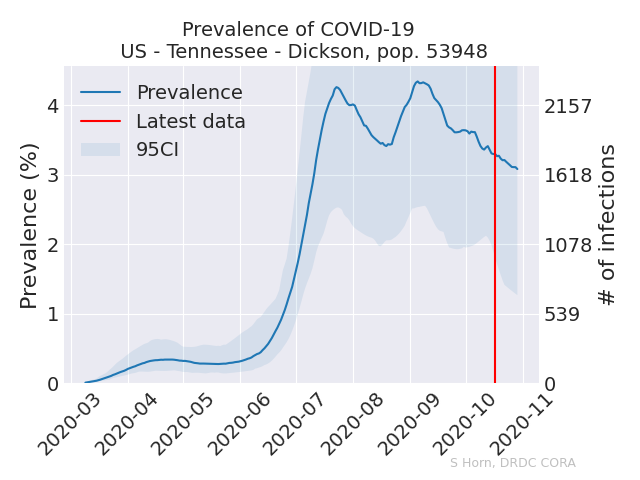 Prevalence of COVID-19
US - Tennessee - Dickson, pop. 53948
Prevalence
Latest data
95CI
Prevalence (%)
4
3
2
1
0
2157
1618
1078
539
0
# of infections
2020-03
2020-04
2020-05
2020-06
2020-07
2020-08
2020-09
2020-10
2020-11
S Horn, DRDC CORA